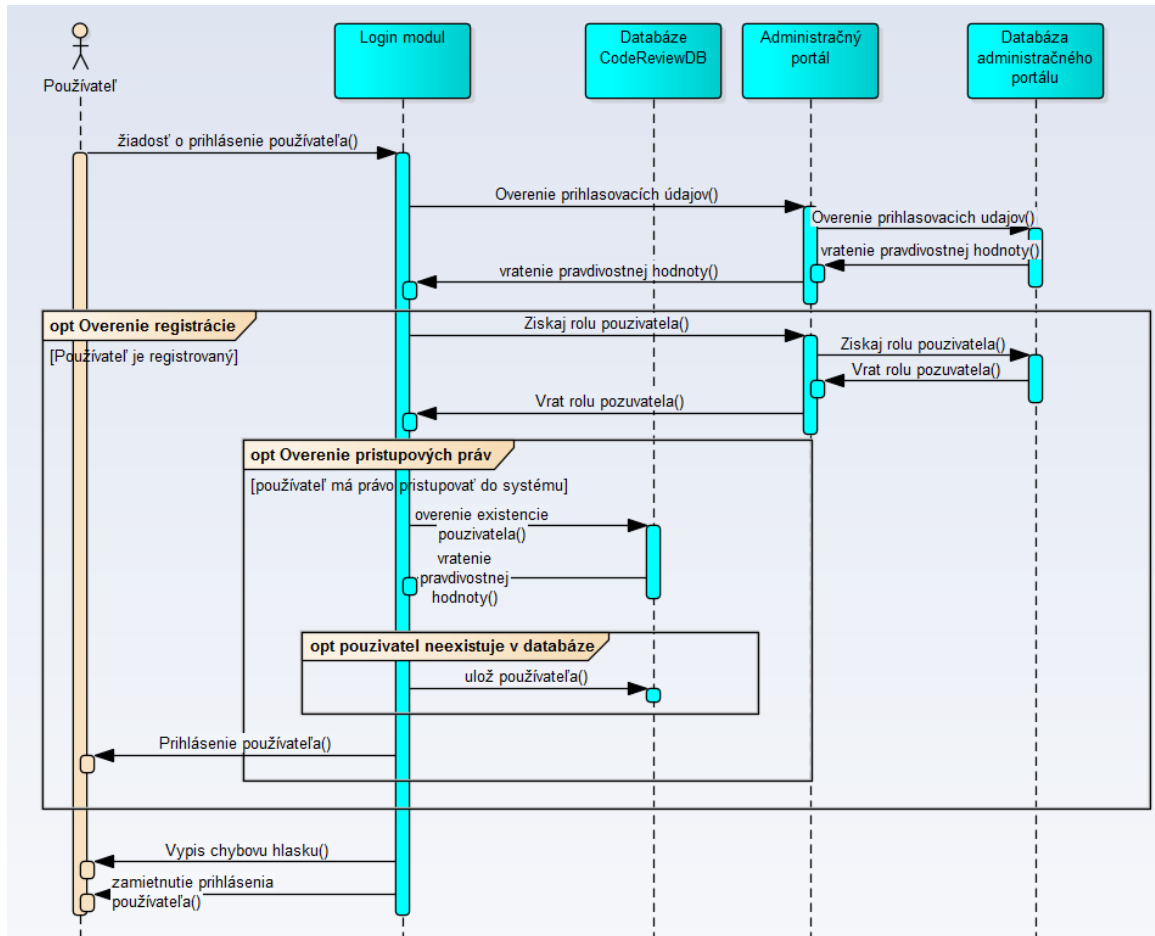 Používateľ
Login modul
Databáze
CodeReviewDB
Administračný
portál
Databáza
administračného
portálu
žiadosť o prihlásenie používateľa()
Overenie prihlasovacích údajov()
Overenie prihlasovacich udajov()
vratenie pravdivostnej hodnoty()
vratenie pravdivostnej hodnoty()
opt Overenie registrácie
[Používateľ je registrovaný]
Ziskaj rolu pouzivatela()
Ziskaj rolu pouzivatela()
Vrat rolu pozuvatela()
Vrat rolu pozuvatela()
opt Overenie pristupových práv
[používateľ má právo pristupovať do systému]
overenie existencie
pouzivatela()
vratenie
pravdivostnej
hodnoty()
opt pouzivatel neexistuje v databáze
ulož používateľa()
Prihlásenie používateľa()
Vypis chybovu hlasku()
zamietnutie prihlásenia
používateľa()